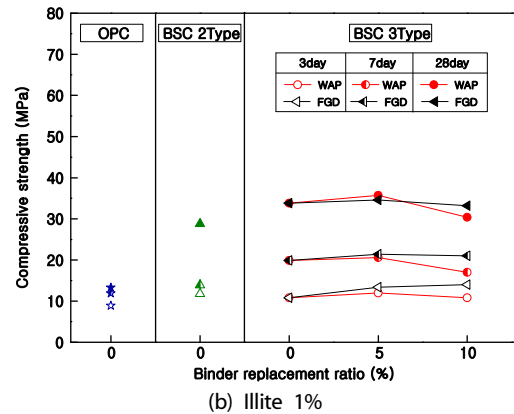 OPC
BSC 2Type
BSC 3Type
3day 7day 28day
WAP WAP WAP
FGD FGD FGD
80
70
60
50
40
30
20
10
0
Compressive strength (MPa)
0 0 0 5 10
Binder replacement ratio (%)
(b) Illite 1%